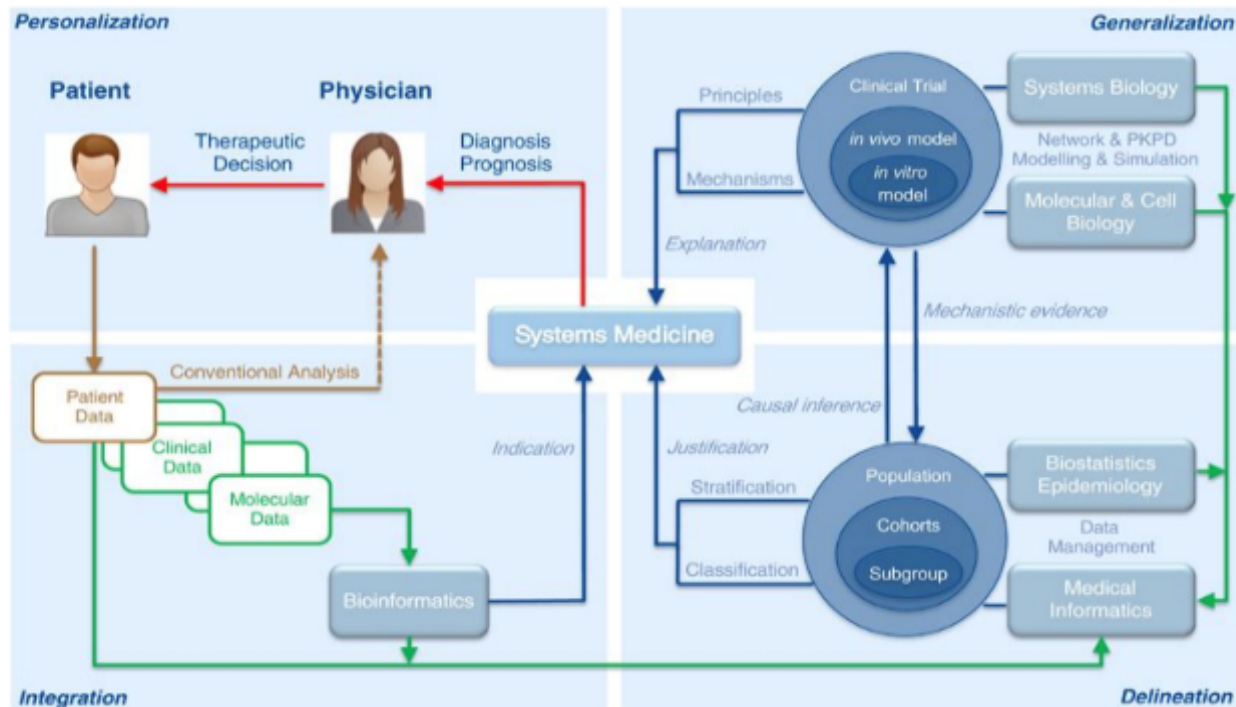 Personalization
Patient
Physician
Therapeutic
Decision
Diagnosis
Prognosis
Generalization
Principles
Mechanisms
Clinical Trial
in vivo model
in vitro
model
Systems Biology
Network & PKPD
Modelling & Simulation
Molecular & Cell
Biology
Explanation
Mechanistic evidence
Systems Medicine
Conventional Analysis
Patient
Data
Clinical
Data
Molecular
Data
Bioinformatics
Indication
Integration
Causal inference
Justification
Stratification
Classification
Population
Cohorts
Subgroup
Biostatistics
Epidemiology
Data
Management
Medical
Informatics
Delineation